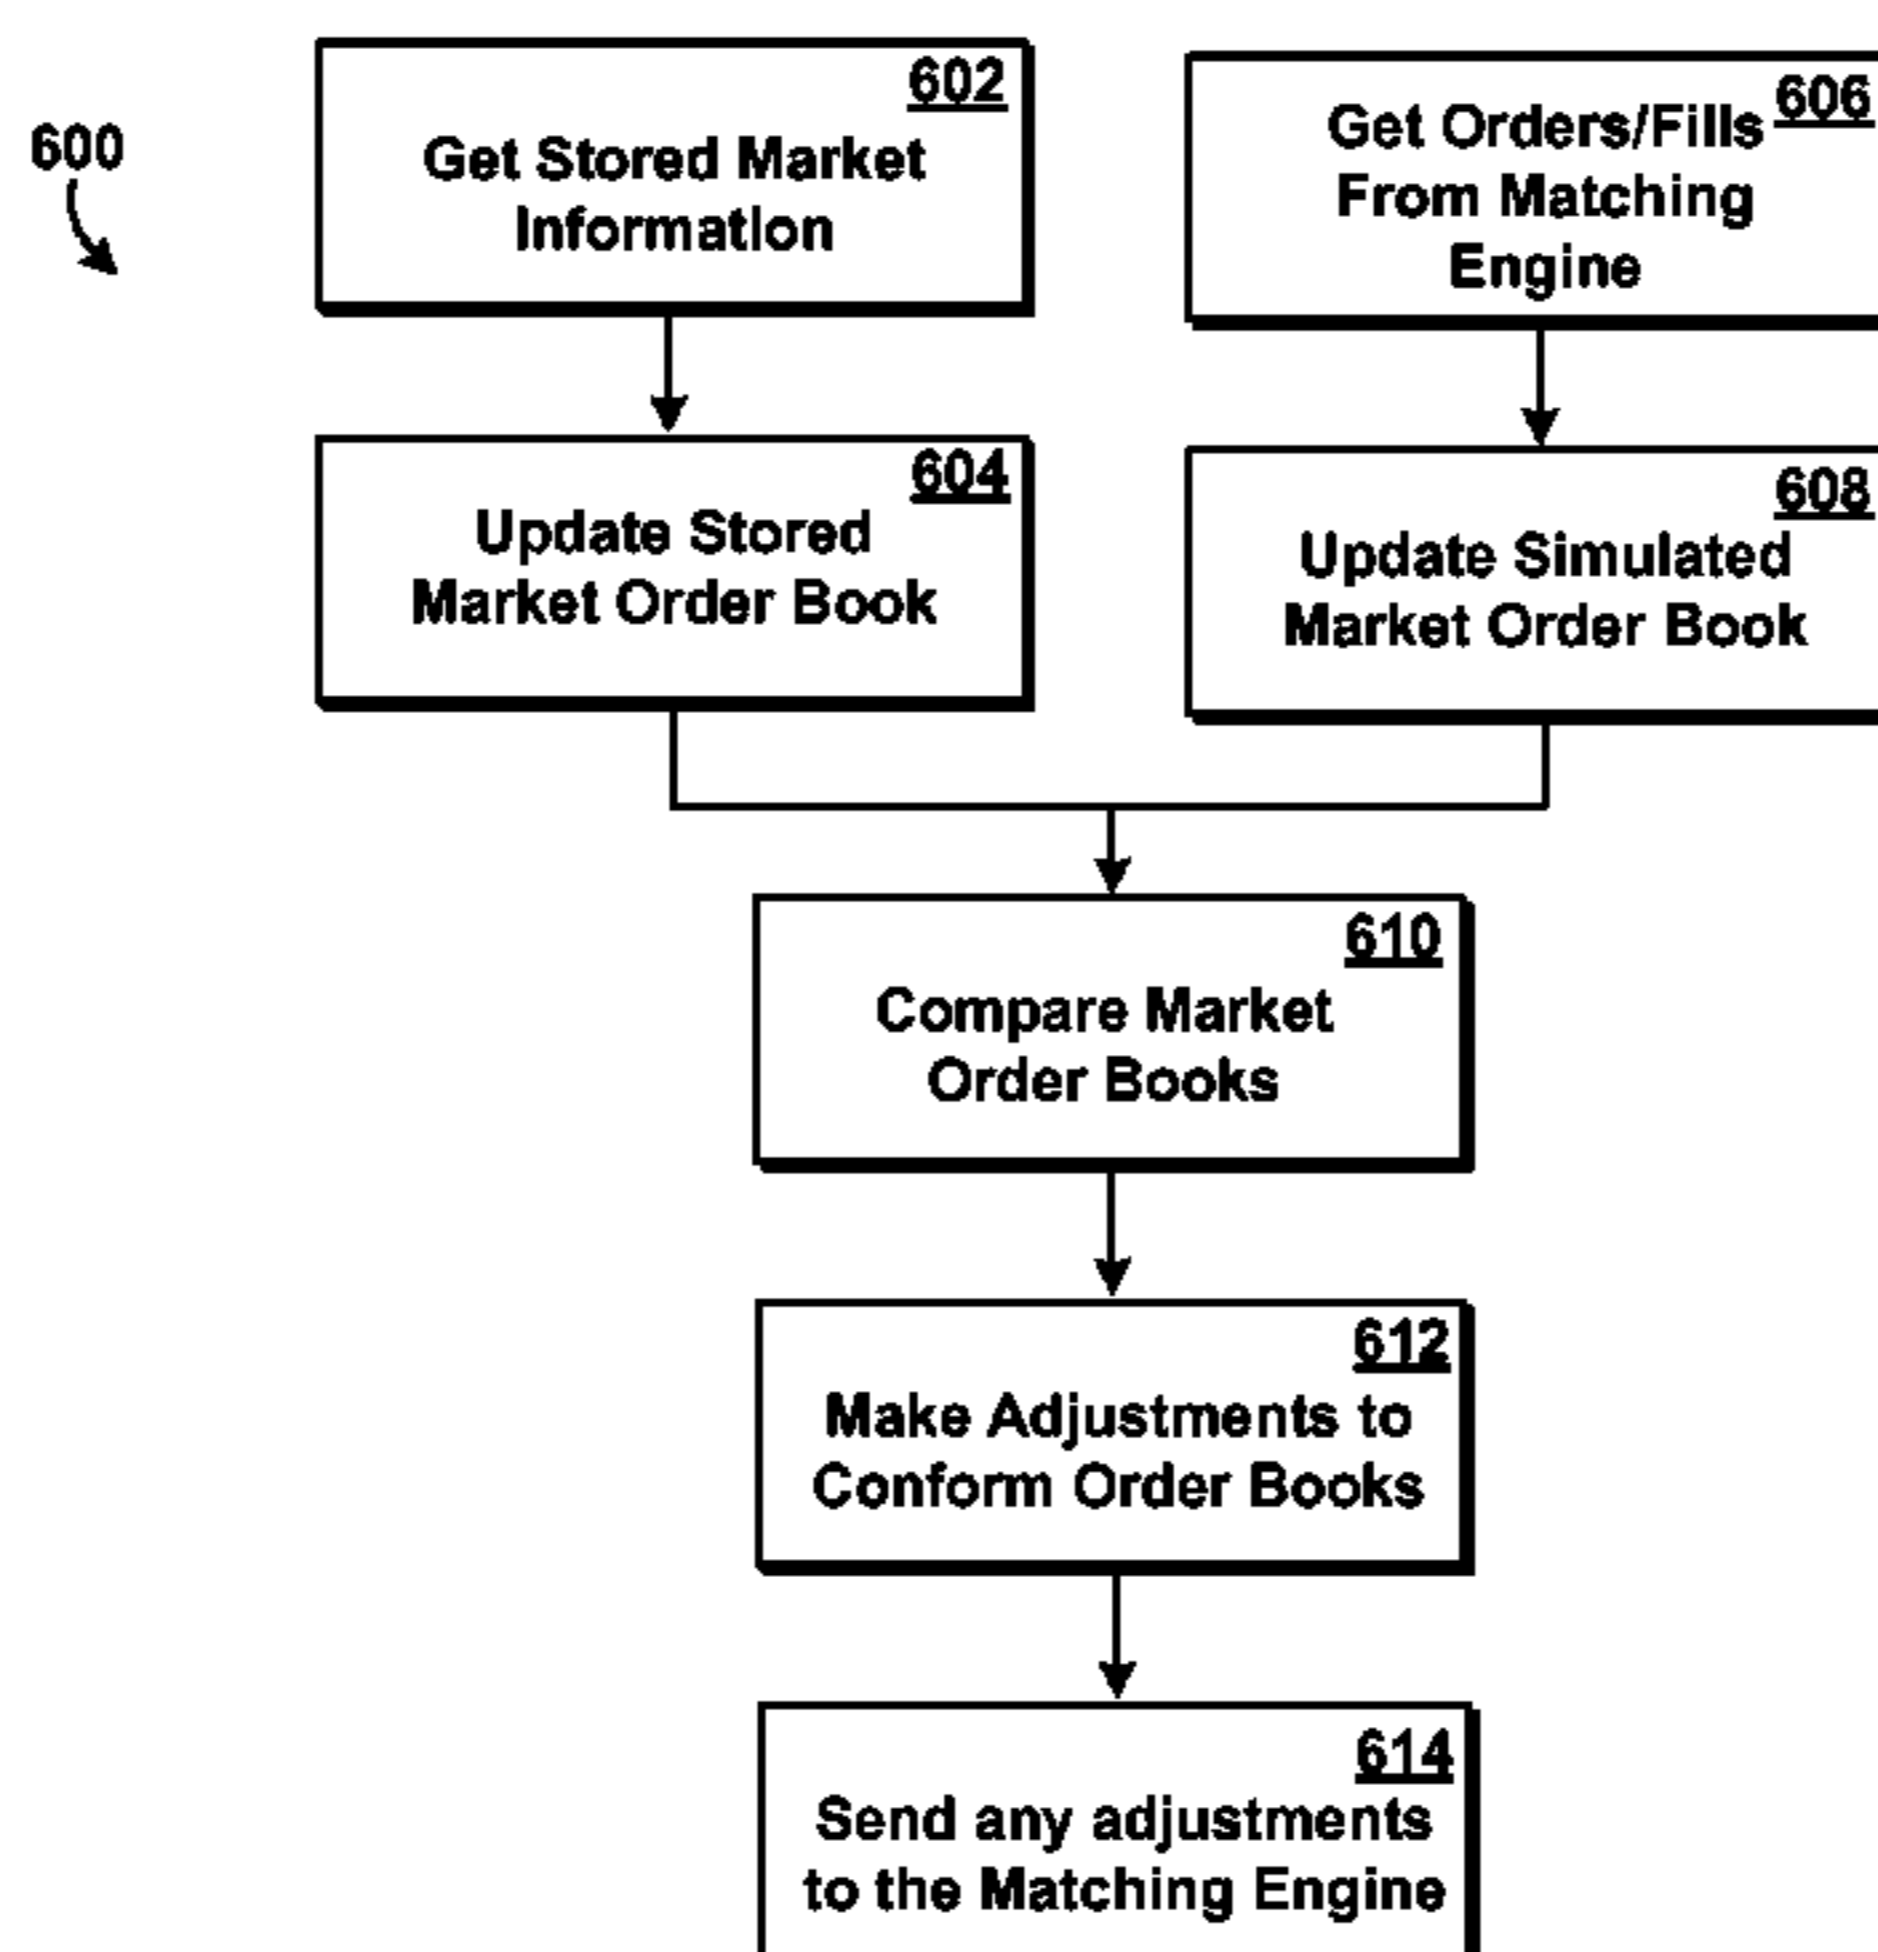 600
602
Get Stored Market
Information
606
Get Orders/Fills
From Matching
Engine
604
Update Stored
Market Order Book
608
Update Simulated
Market Order Book
610
Compare Market
Order Books
612
Make Adjustments to
Conform Order Books
614
Send any adjustments
to the Matching Engine